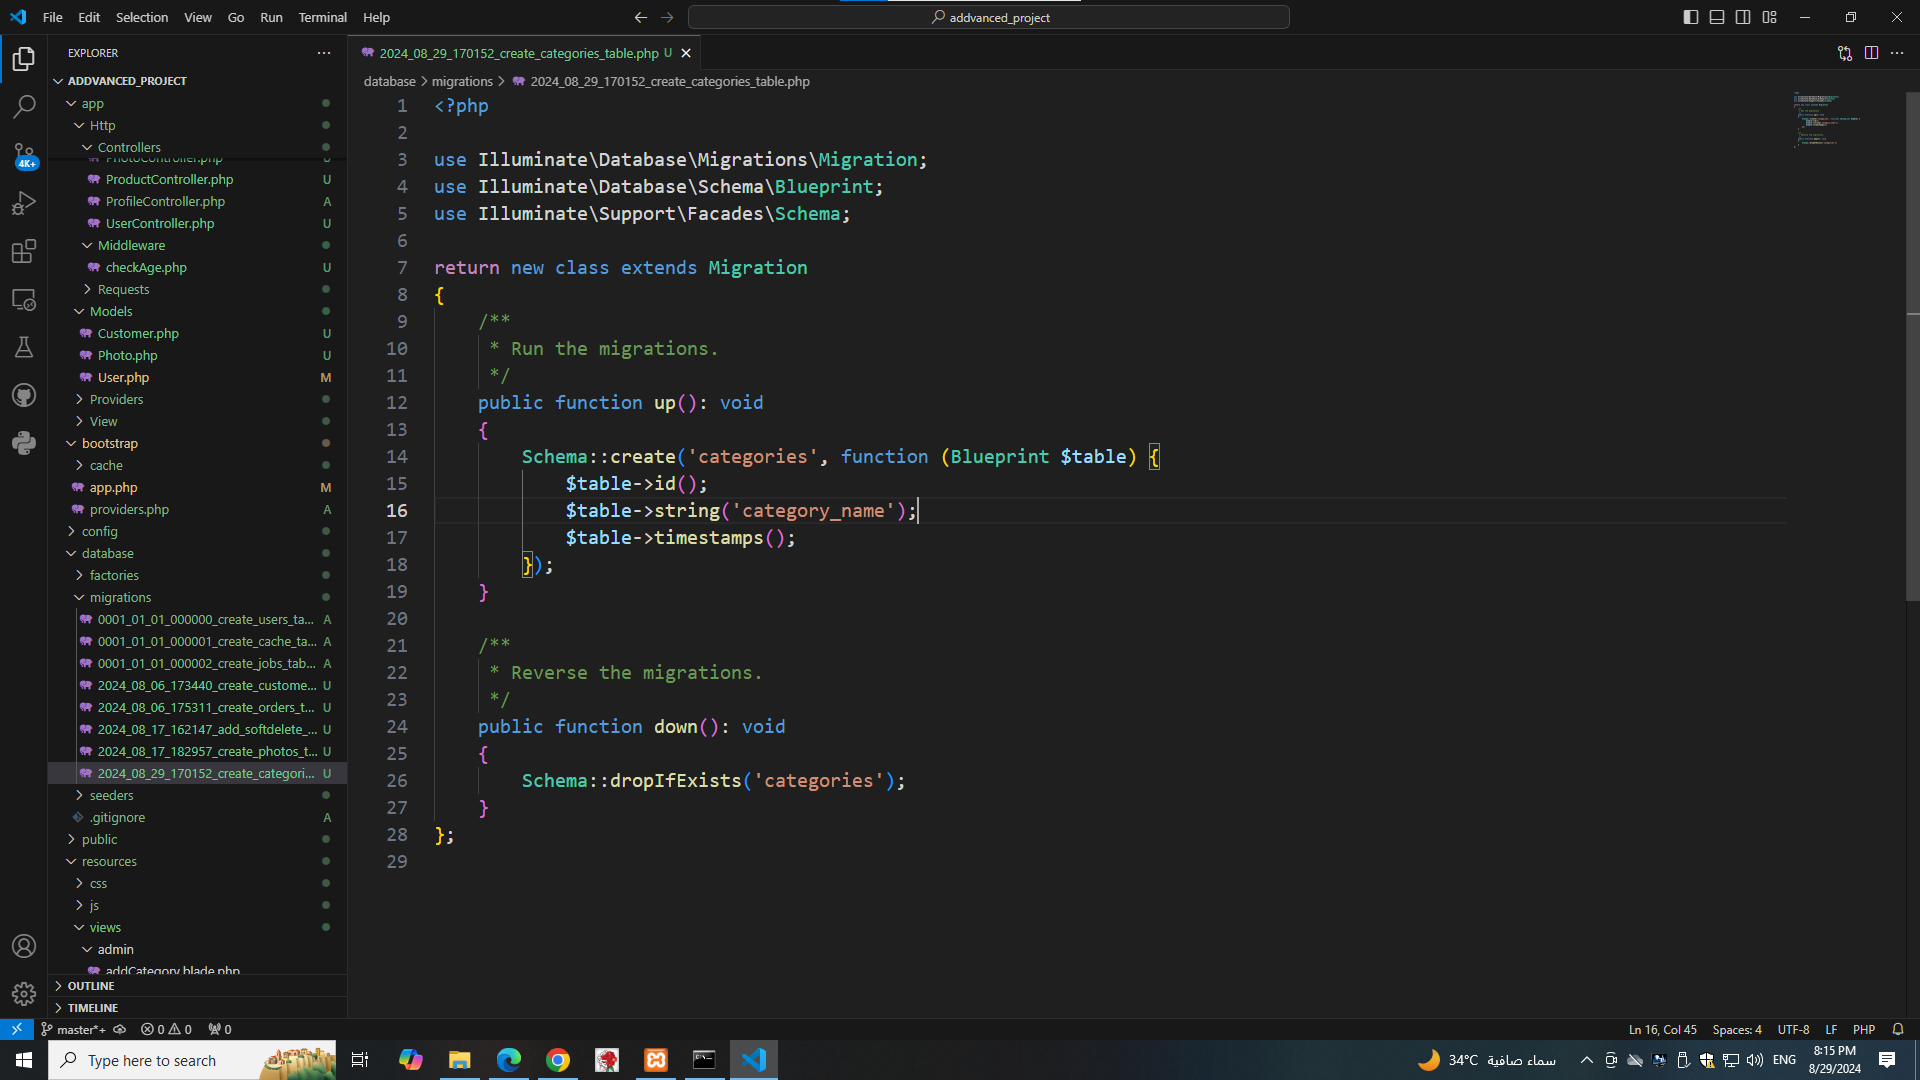 File Edit Selection View Go Run Terminal Help
addvanced_project
EXPLORER
ADDVANCED_PROJECT
app
Http
Controllers
PhotoController.php U
ProductController.php U
ProfileController.php A
UserController.php U
Middleware
checkAge.php U
Requests
Models
Customer.php U
Photo.php U
User.php M
Providers
View
bootstrap
cache
app.php M
providers.php A
config
database
factories
migrations
0001_01_01_000000_create_users_ta... A
0001_01_01_000001_create_cache_ta... A
0001_01_01_000002_create_jobs_tab... A
2024_08_06_173440_create_custome... U
2024_08_06_175311_create_orders_t... U
2024_08_17_162147_add_softdelete_... U
2024_08_17_182957_create_photos_t... U
2024_08_29_170152_create_categori... U
seeders
.gitignore A
public
resources
css
js
views
admin
addCategory.blade.php
OUTLINE
TIMELINE
4K+
2024_08_29_170152_create_categories_table.php U
database > migrations > 2024_08_29_170152_create_categories_table.php
1 <?php
2
3 use Illuminate\Database\Migrations\Migration;
4 use Illuminate\Database\Schema\Blueprint;
5 use Illuminate\Support\Facades\Schema;
6
7 return new class extends Migration
8 {
9 /**
10 * Run the migrations.
11 */
12 public function up(): void
13 {
14 Schema::create('categories', function (Blueprint $table) {
15 $table->id();
16 $table->string('category_name');
17 $table->timestamps();
18 });
19 }
20
21 /**
22 * Reverse the migrations.
23 */
24 public function down(): void
25 {
26 Schema::dropIfExists('categories');
27 }
28 };
29
master*+ 0 0 0 Ln 16, Col 45 Spaces: 4 UTF-8 LF PHP
Type here to search
34°C سماء صافية
ENG
8:15 PM
8/29/2024